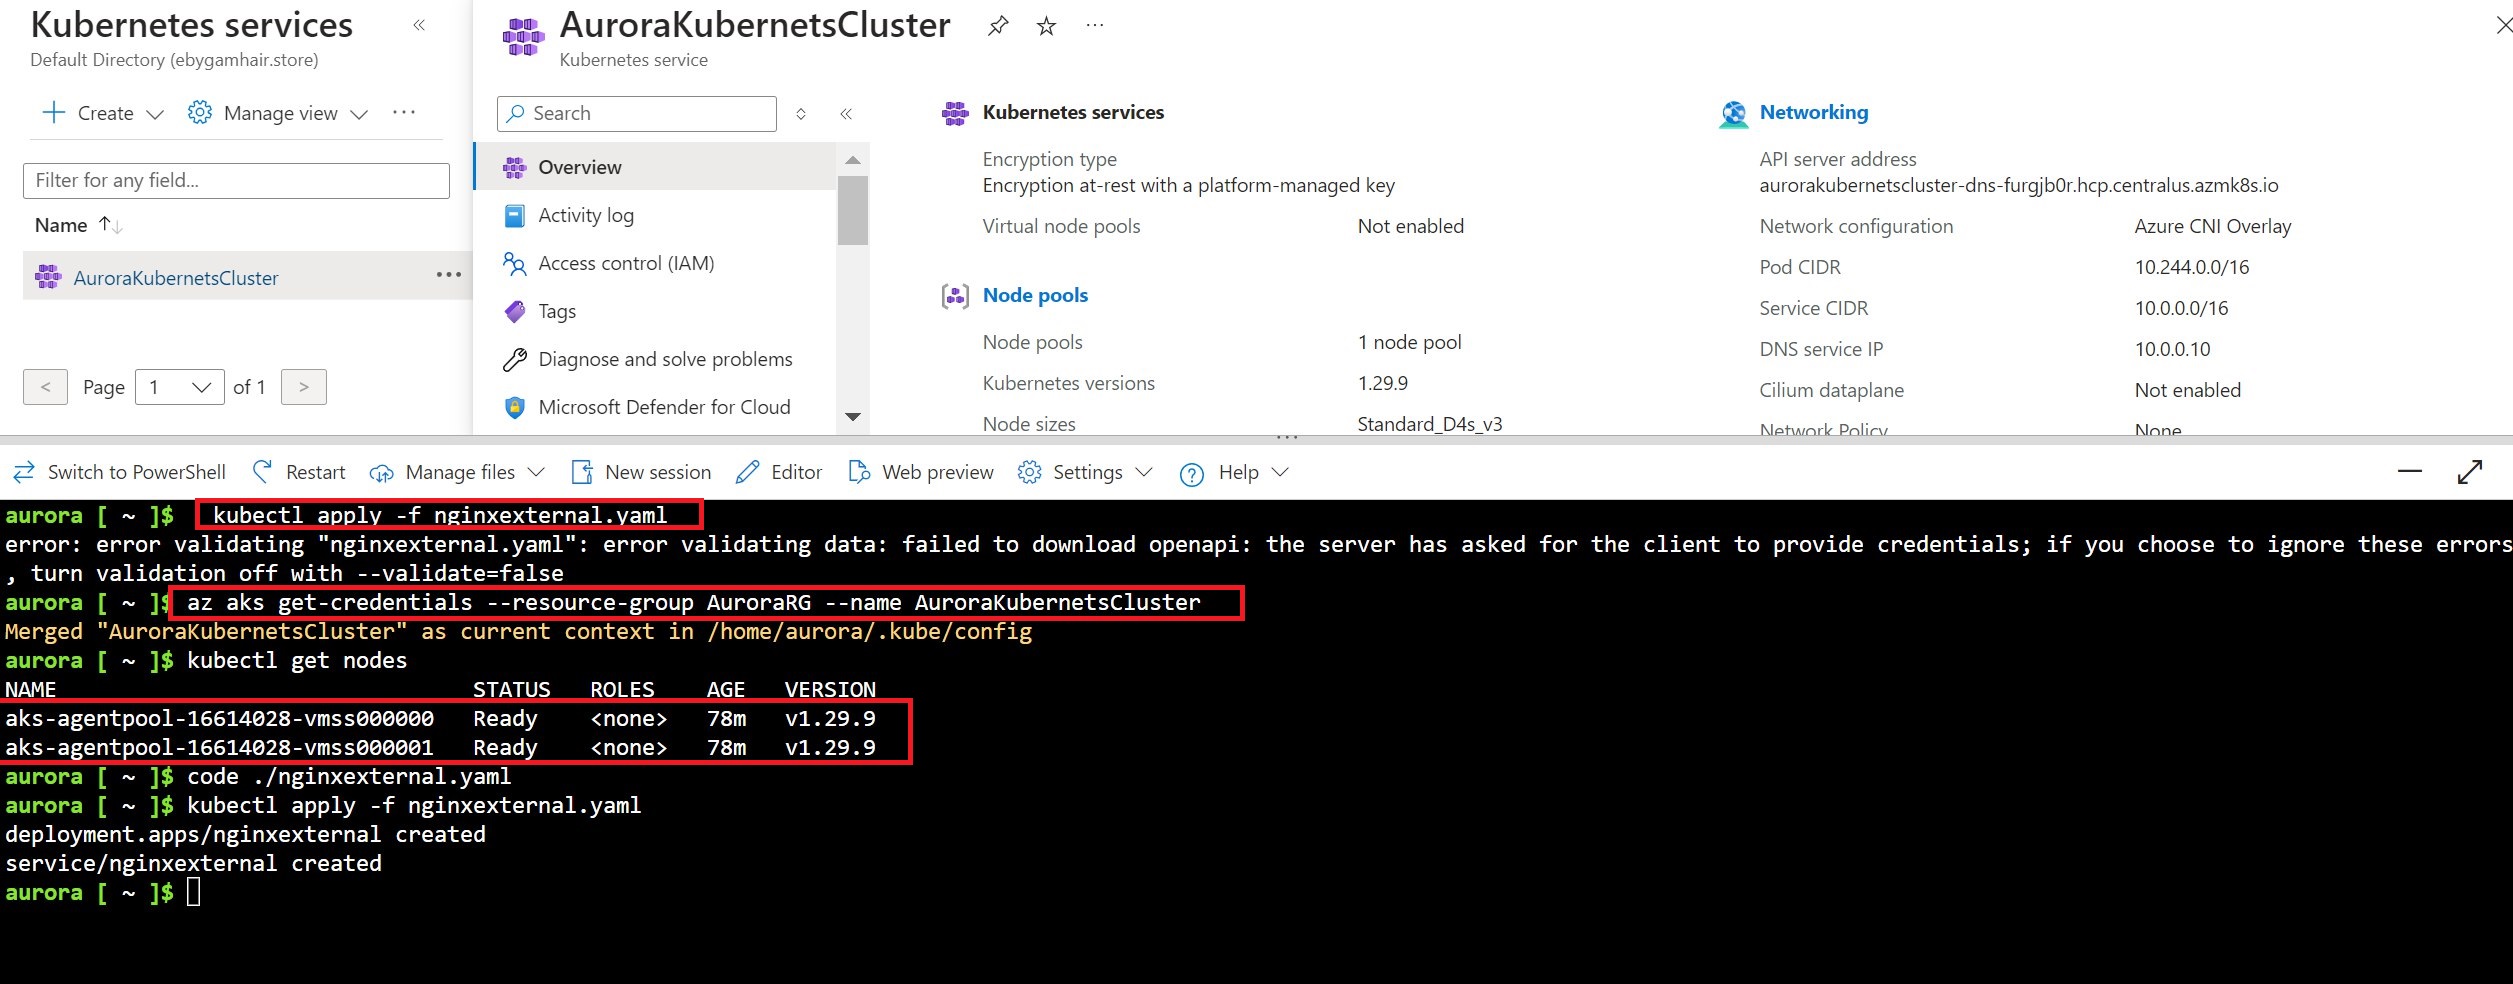 Kubernetes services
Default Directory (ebygamhair.store)
Create
Manage view
Filter for any field...
Name
AuroraKubernetsCluster
< Page 1 of 1 >
AuroraKubernetsCluster
Kubernetes service
Search
Overview
Activity log
Access control (IAM)
Tags
Diagnose and solve problems
Microsoft Defender for Cloud
Kubernetes services
Encryption type
Encryption at-rest with a platform-managed key
Virtual node pools Not enabled
Node pools
Node pools 1 node pool
Kubernetes versions 1.29.9
Node sizes Standard_D4s_v3
Networking
API server address
aurorakubernetscluster-dns-furgjb0r.hcp.centralus.azmk8s.io
Network configuration Azure CNI Overlay
Pod CIDR 10.244.0.0/16
Service CIDR 10.0.0.0/16
DNS service IP 10.0.0.10
Cilium dataplane Not enabled
Network Policy None
Switch to PowerShell Restart Manage files New session Editor Web preview Settings Help
aurora [ ~ ]$ kubectl apply -f nginxexternal.yaml
error: error validating "nginxexternal.yaml": error validating data: failed to download openapi: the server has asked for the client to provide credentials; if you choose to ignore these errors
, turn validation off with --validate=false
aurora [ ~ ]$ az aks get-credentials --resource-group AuroraRG --name AuroraKubernetsCluster
Merged "AuroraKubernetsCluster" as current context in /home/aurora/.kube/config
aurora [ ~ ]$ kubectl get nodes
NAME STATUS ROLES AGE VERSION
aks-agentpool-16614028-vmss000000 Ready <none> 78m v1.29.9
aks-agentpool-16614028-vmss000001 Ready <none> 78m v1.29.9
aurora [ ~ ]$ code ./nginxexternal.yaml
aurora [ ~ ]$ kubectl apply -f nginxexternal.yaml
deployment.apps/nginxexternal created
service/nginxexternal created
aurora [ ~ ]$